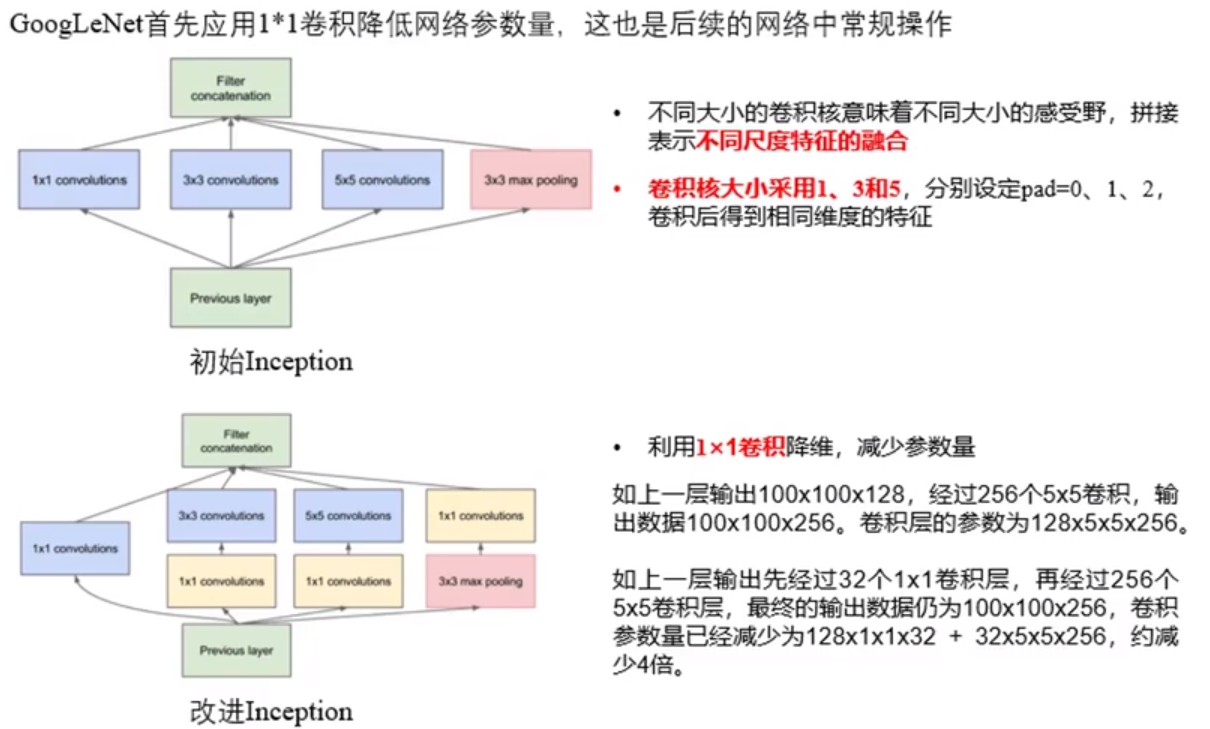 GoogLeNet首先应用1*1卷积降低网络参数量，这也是后续的网络中常规操作
Filter
concatenation
1x1 convolutions
3x3 convolutions
5x5 convolutions
3x3 max pooling
Previous layer
初始Inception
• 不同大小的卷积核意味着不同大小的感受野，拼接
表示不同尺度特征的融合
• 卷积核大小采用1、3和5，分别设定pad=0、1、2，
卷积后得到相同维度的特征
Filter
concatenation
3x3 convolutions
5x5 convolutions
1x1 convolutions
1x1 convolutions
1x1 convolutions
1x1 convolutions
3x3 max pooling
Previous layer
改进Inception
• 利用1×1卷积降维，减少参数量
如上一层输出100x100x128，经过256个5x5卷积，输
出数据100x100x256。卷积层的参数为128x5x5x256。
如上一层输出先经过32个1x1卷积层，再经过256个
5x5卷积层，最终的输出数据仍为100x100x256，卷积
参数量已经减少为128x1x1x32 + 32x5x5x256，约减
少4倍。